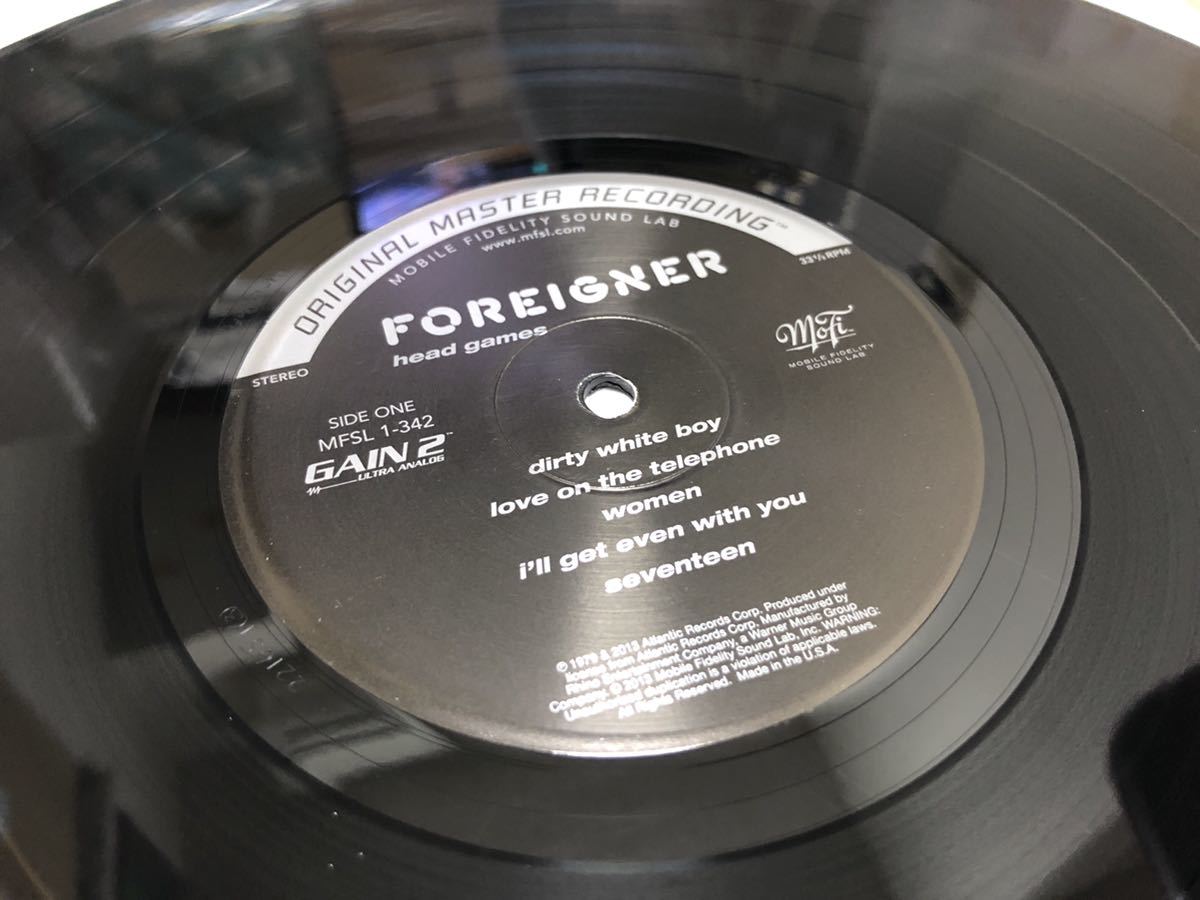 ORIGINAL MASTER RECORDING™
MOBILE FIDELITY SOUND LAB
www.mfsl.com
STEREO
33⅓ RPM
FOREIGNER
head games
MoFi
MOBILE FIDELITY
SOUND LAB
SIDE ONE
MFSL 1-342
GAIN 2™
ULTRA ANALOG
dirty white boy
love on the telephone
women
i'll get even with you
seventeen
℗ 1979 & 2013 Atlantic Records Corp. Produced under
license from Atlantic Records Corp. Manufactured by
Rhino Entertainment Company, a Warner Music Group
Company. © 2013 Mobile Fidelity Sound Lab, Inc. WARNING:
Unauthorized duplication is a violation of applicable laws.
All Rights Reserved. Made in the U.S.A.